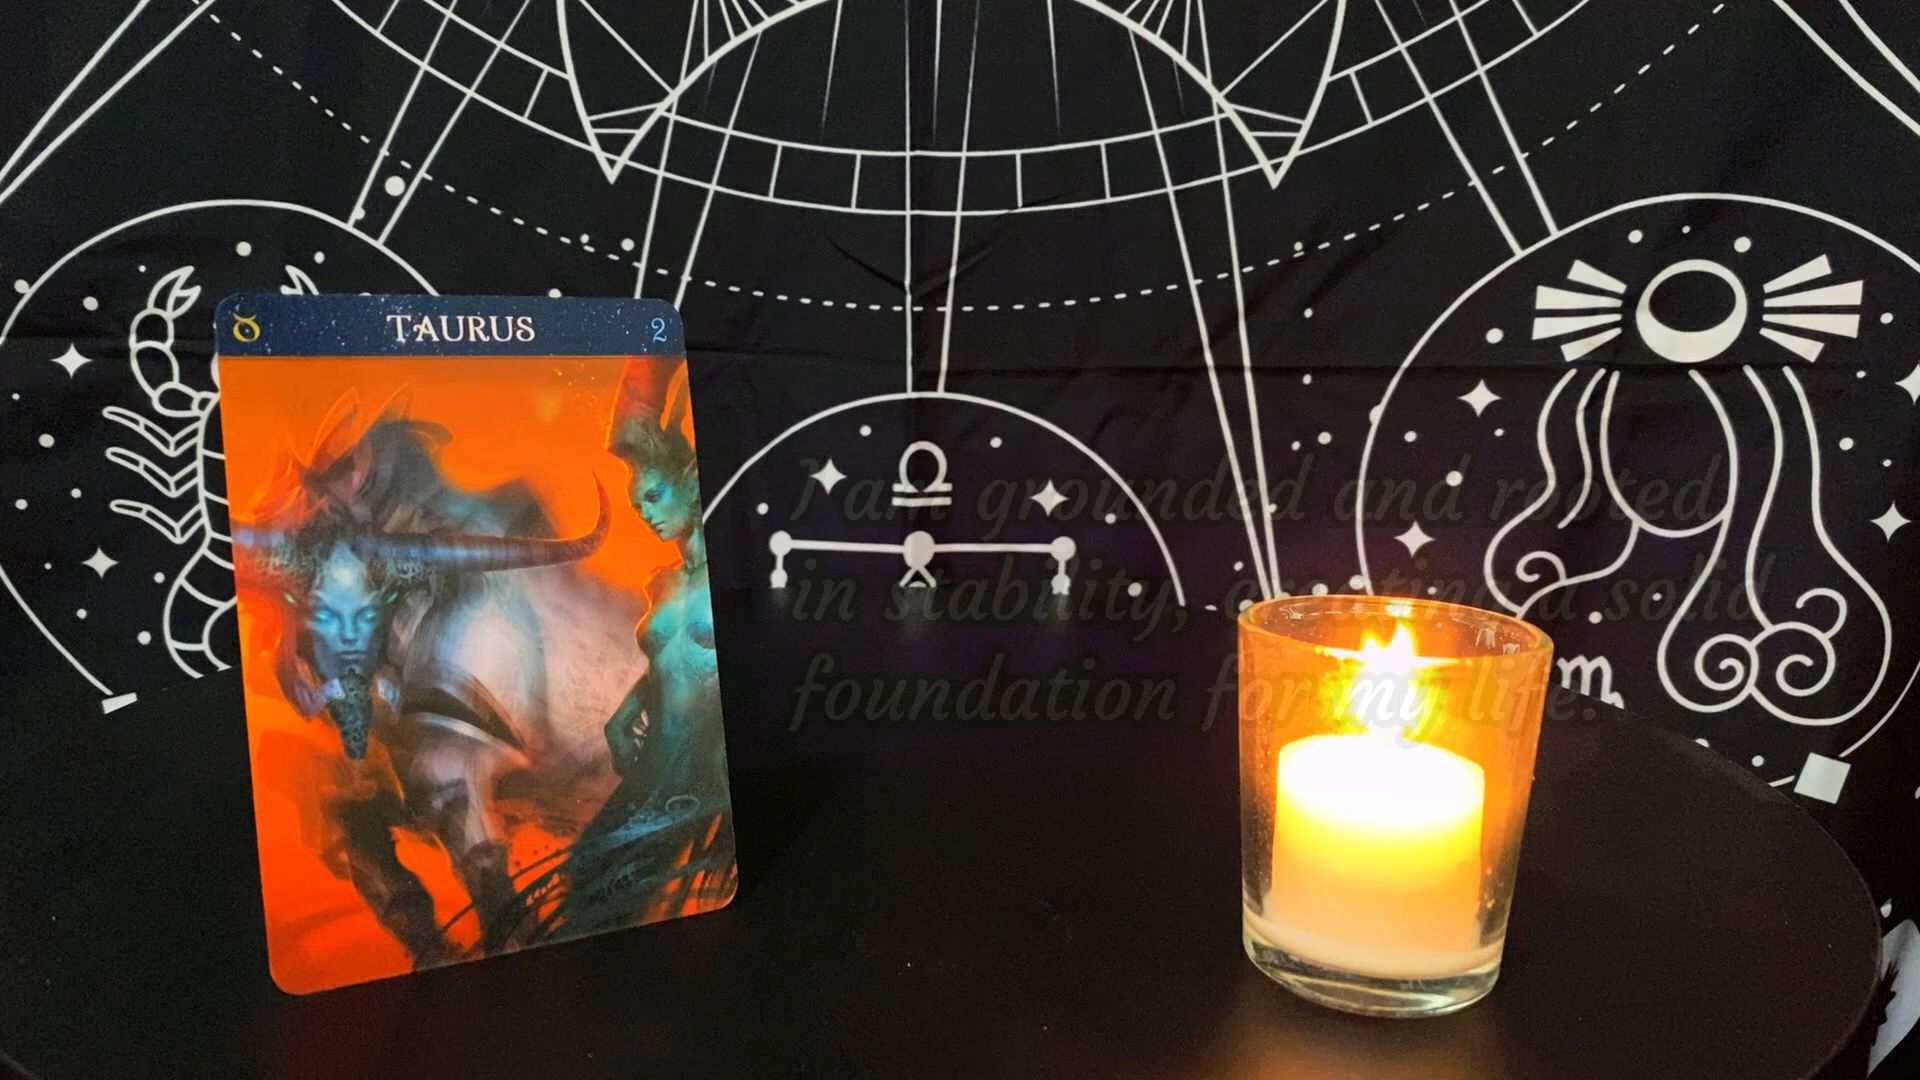 ♉ TAURUS 2
I am grounded and rooted
in stability, creating a solid
foundation for my life.